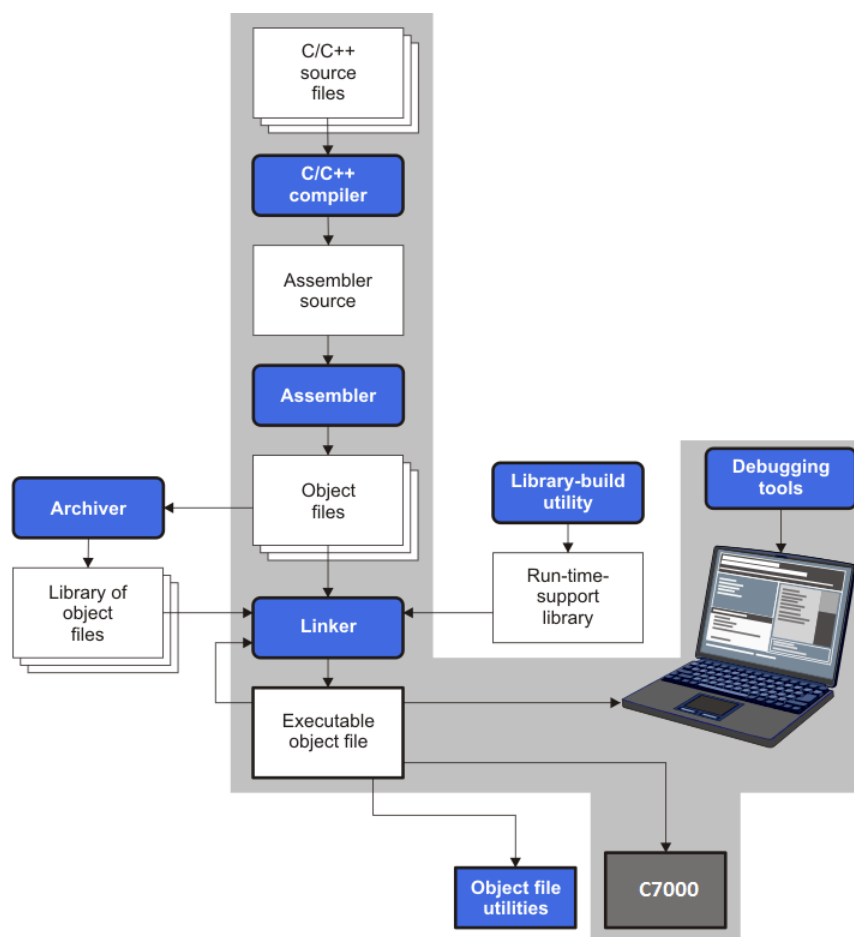 C/C++
source
files
C/C++
compiler
Assembler
source
Assembler
Archiver
Object
files
Library-build
utility
Debugging
tools
Library of
object
files
Linker
Run-time-
support
library
Executable
object file
Object file
utilities
C7000